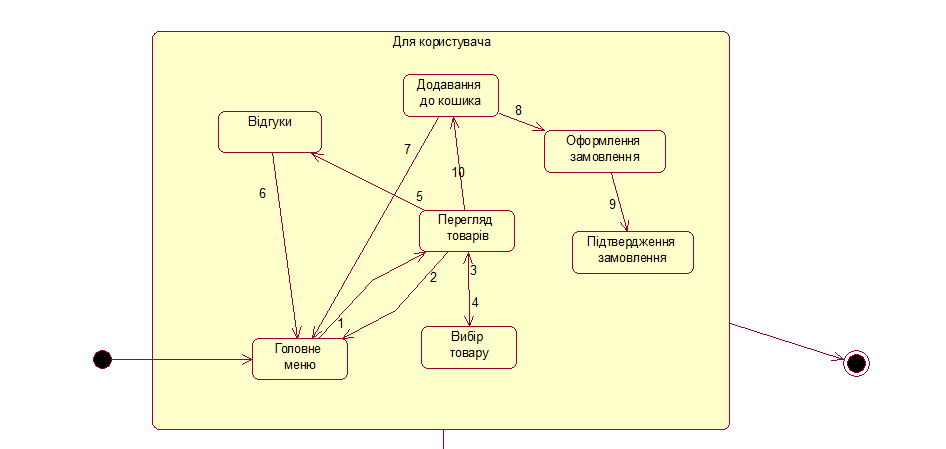 Для користувача
Додавання
до кошика
8
Відгуки
Оформлення
замовлення
7
10
6
5
9
Перегляд
товарів
Підтвердження
замовлення
3
2
4
1
Вибір
товару
Головне
меню